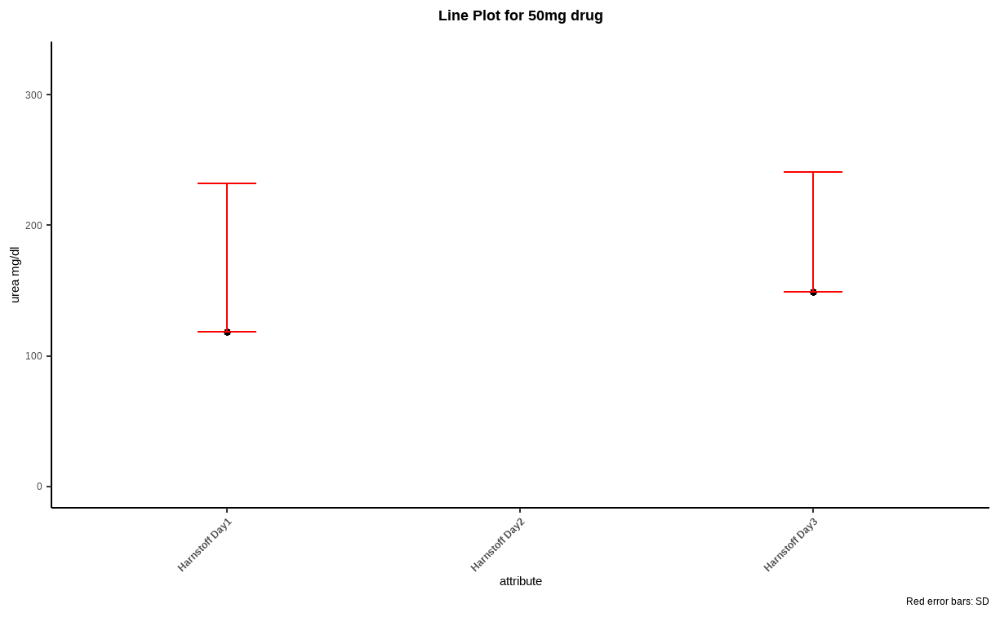 Line Plot for 50mg drug
urea mg/dl
300
200
100
0
Harnstoff Day1
Harnstoff Day2
Harnstoff Day3
attribute
Red error bars: SD